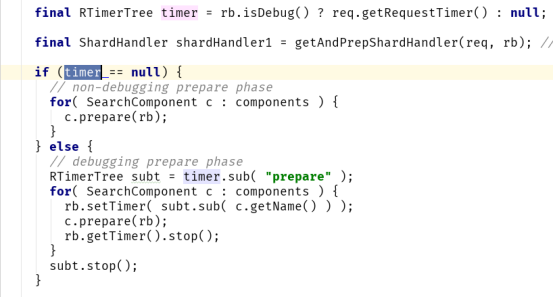 final RTimerTree timer = rb.isDebug() ? req.getRequestTimer() : null;
final ShardHandler shardHandler1 = getAndPrepShardHandler(req, rb); //
if (timer == null) {
// non-debugging prepare phase
for( SearchComponent c : components ) {
c.prepare(rb);
}
} else {
// debugging prepare phase
RTimerTree subt = timer.sub( "prepare" );
for( SearchComponent c : components ) {
rb.setTimer( subt.sub( c.getName() ) );
c.prepare(rb);
rb.getTimer().stop();
}
subt.stop();
}